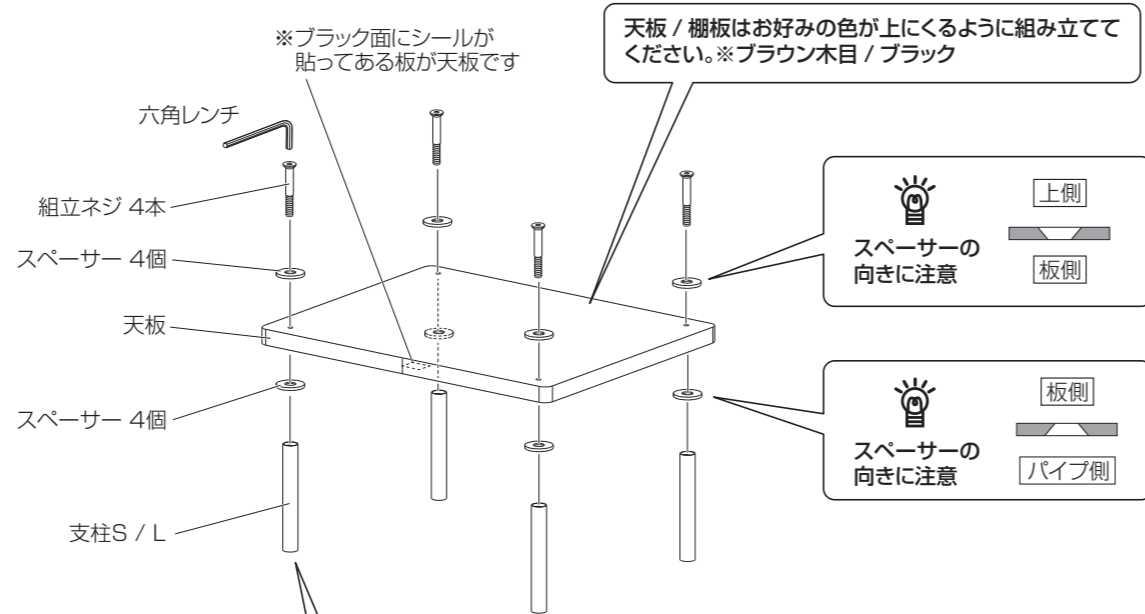 ※ブラック面にシールが
貼ってある板が天板です
天板 / 棚板はお好みの色が上にくるように組み立てて
ください。※ブラウン木目 / ブラック
六角レンチ
組立ネジ 4本
スペーサー 4個
天板
スペーサー 4個
支柱S / L
上側
スペーサーの
向きに注意
板側
板側
スペーサーの
向きに注意
パイプ側